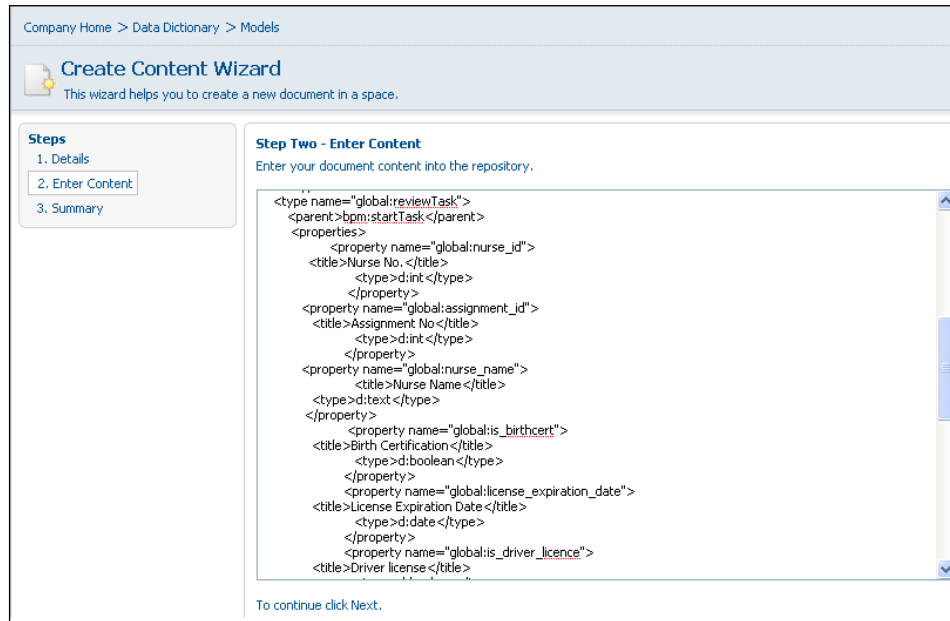 Company Home > Data Dictionary > Models
Create Content Wizard
This wizard helps you to create a new document in a space.
Steps
1. Details
2. Enter Content
3. Summary
Step Two - Enter Content
Enter your document content into the repository.
<type name="global:reviewTask">
<parent>bpm:startTask</parent>
<properties>
<property name="global:nurse_id">
<title>Nurse No.</title>
<type>d:int</type>
</property>
<property name="global:assignment_id">
<title>Assignment No</title>
<type>d:int</type>
</property>
<property name="global:nurse_name">
<title>Nurse Name</title>
<type>d:text</type>
</property>
<property name="global:is_birthcert">
<title>Birth Certification</title>
<type>d:boolean</type>
</property>
<property name="global:license_expiration_date">
<title>License Expiration Date</title>
<type>d:date</type>
</property>
<property name="global:is_driver_licence">
<title>Driver license</title>
To continue click Next.